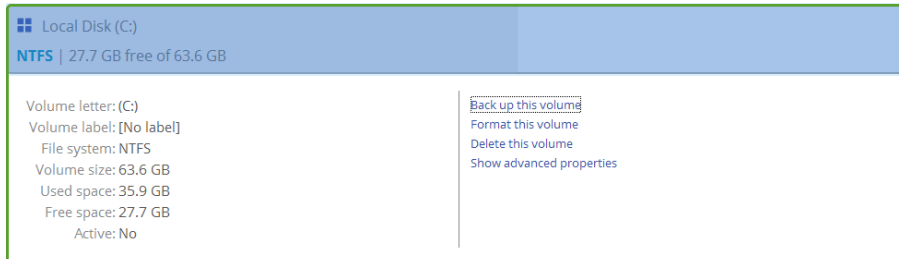 Local Disk (C:)
NTFS | 27.7 GB free of 63.6 GB
Volume letter: (C:)
Volume label: [No label]
File system: NTFS
Volume size: 63.6 GB
Used space: 35.9 GB
Free space: 27.7 GB
Active: No
Back up this volume
Format this volume
Delete this volume
Show advanced properties